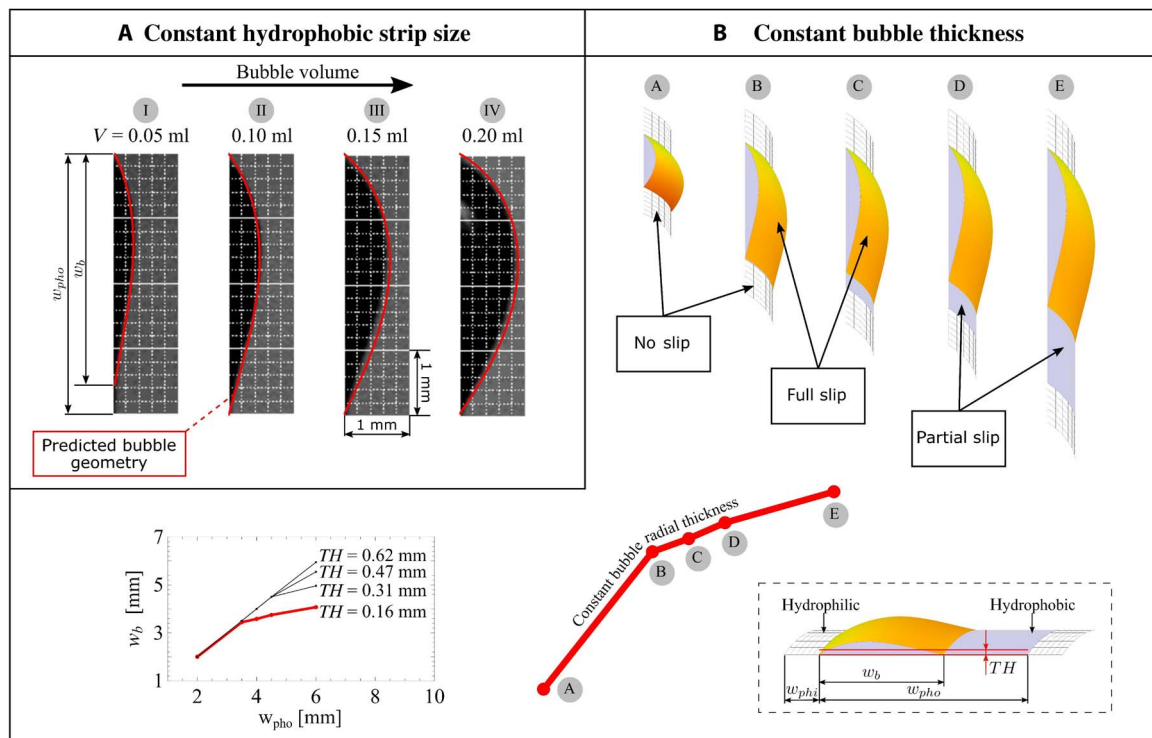 A Constant hydrophobic strip size
Bubble volume
I II III IV
V = 0.05 ml 0.10 ml 0.15 ml 0.20 ml
w_pho
w_b
1 mm
1 mm
Predicted bubble
geometry
B Constant bubble thickness
A B C D E
No slip
Full slip
Partial slip
7
5
3
1
w_b [mm]
TH = 0.62 mm
TH = 0.47 mm
TH = 0.31 mm
TH = 0.16 mm
0 2 4 6 8 10
w_pho [mm]
Constant bubble radial thickness
A
B
C
D
E
Hydrophilic Hydrophobic
w_b
TH
w_phi w_pho